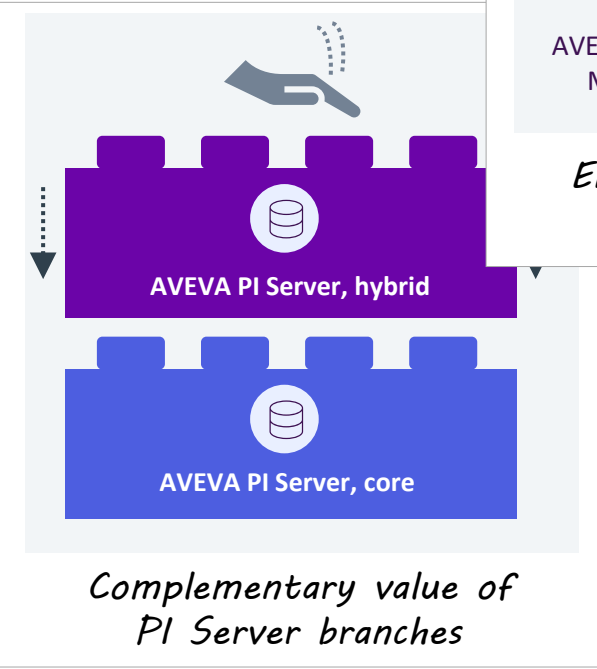 AVEVA PI Server, hybrid
AVEVA PI Server, core
Complementary value of
PI Server branches